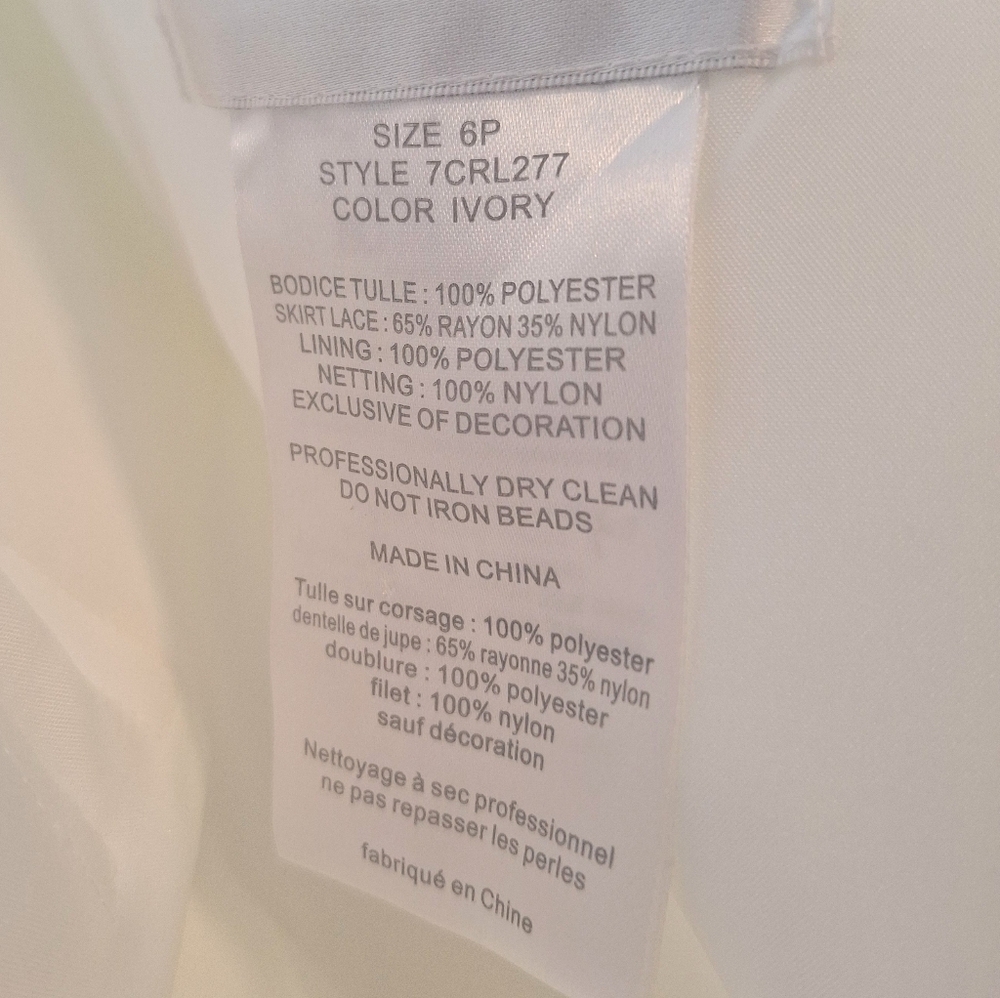 SIZE 6P
STYLE 7CRL277
COLOR IVORY
BODICE TULLE : 100% POLYESTER
SKIRT LACE : 65% RAYON 35% NYLON
LINING : 100% POLYESTER
NETTING : 100% NYLON
EXCLUSIVE OF DECORATION
PROFESSIONALLY DRY CLEAN
DO NOT IRON BEADS
MADE IN CHINA
Tulle sur corsage : 100% polyester
dentelle de jupe : 65% rayonne 35% nylon
doublure : 100% polyester
filet : 100% nylon
sauf décoration
Nettoyage à sec professionnel
ne pas repasser les perles
fabriqué en Chine